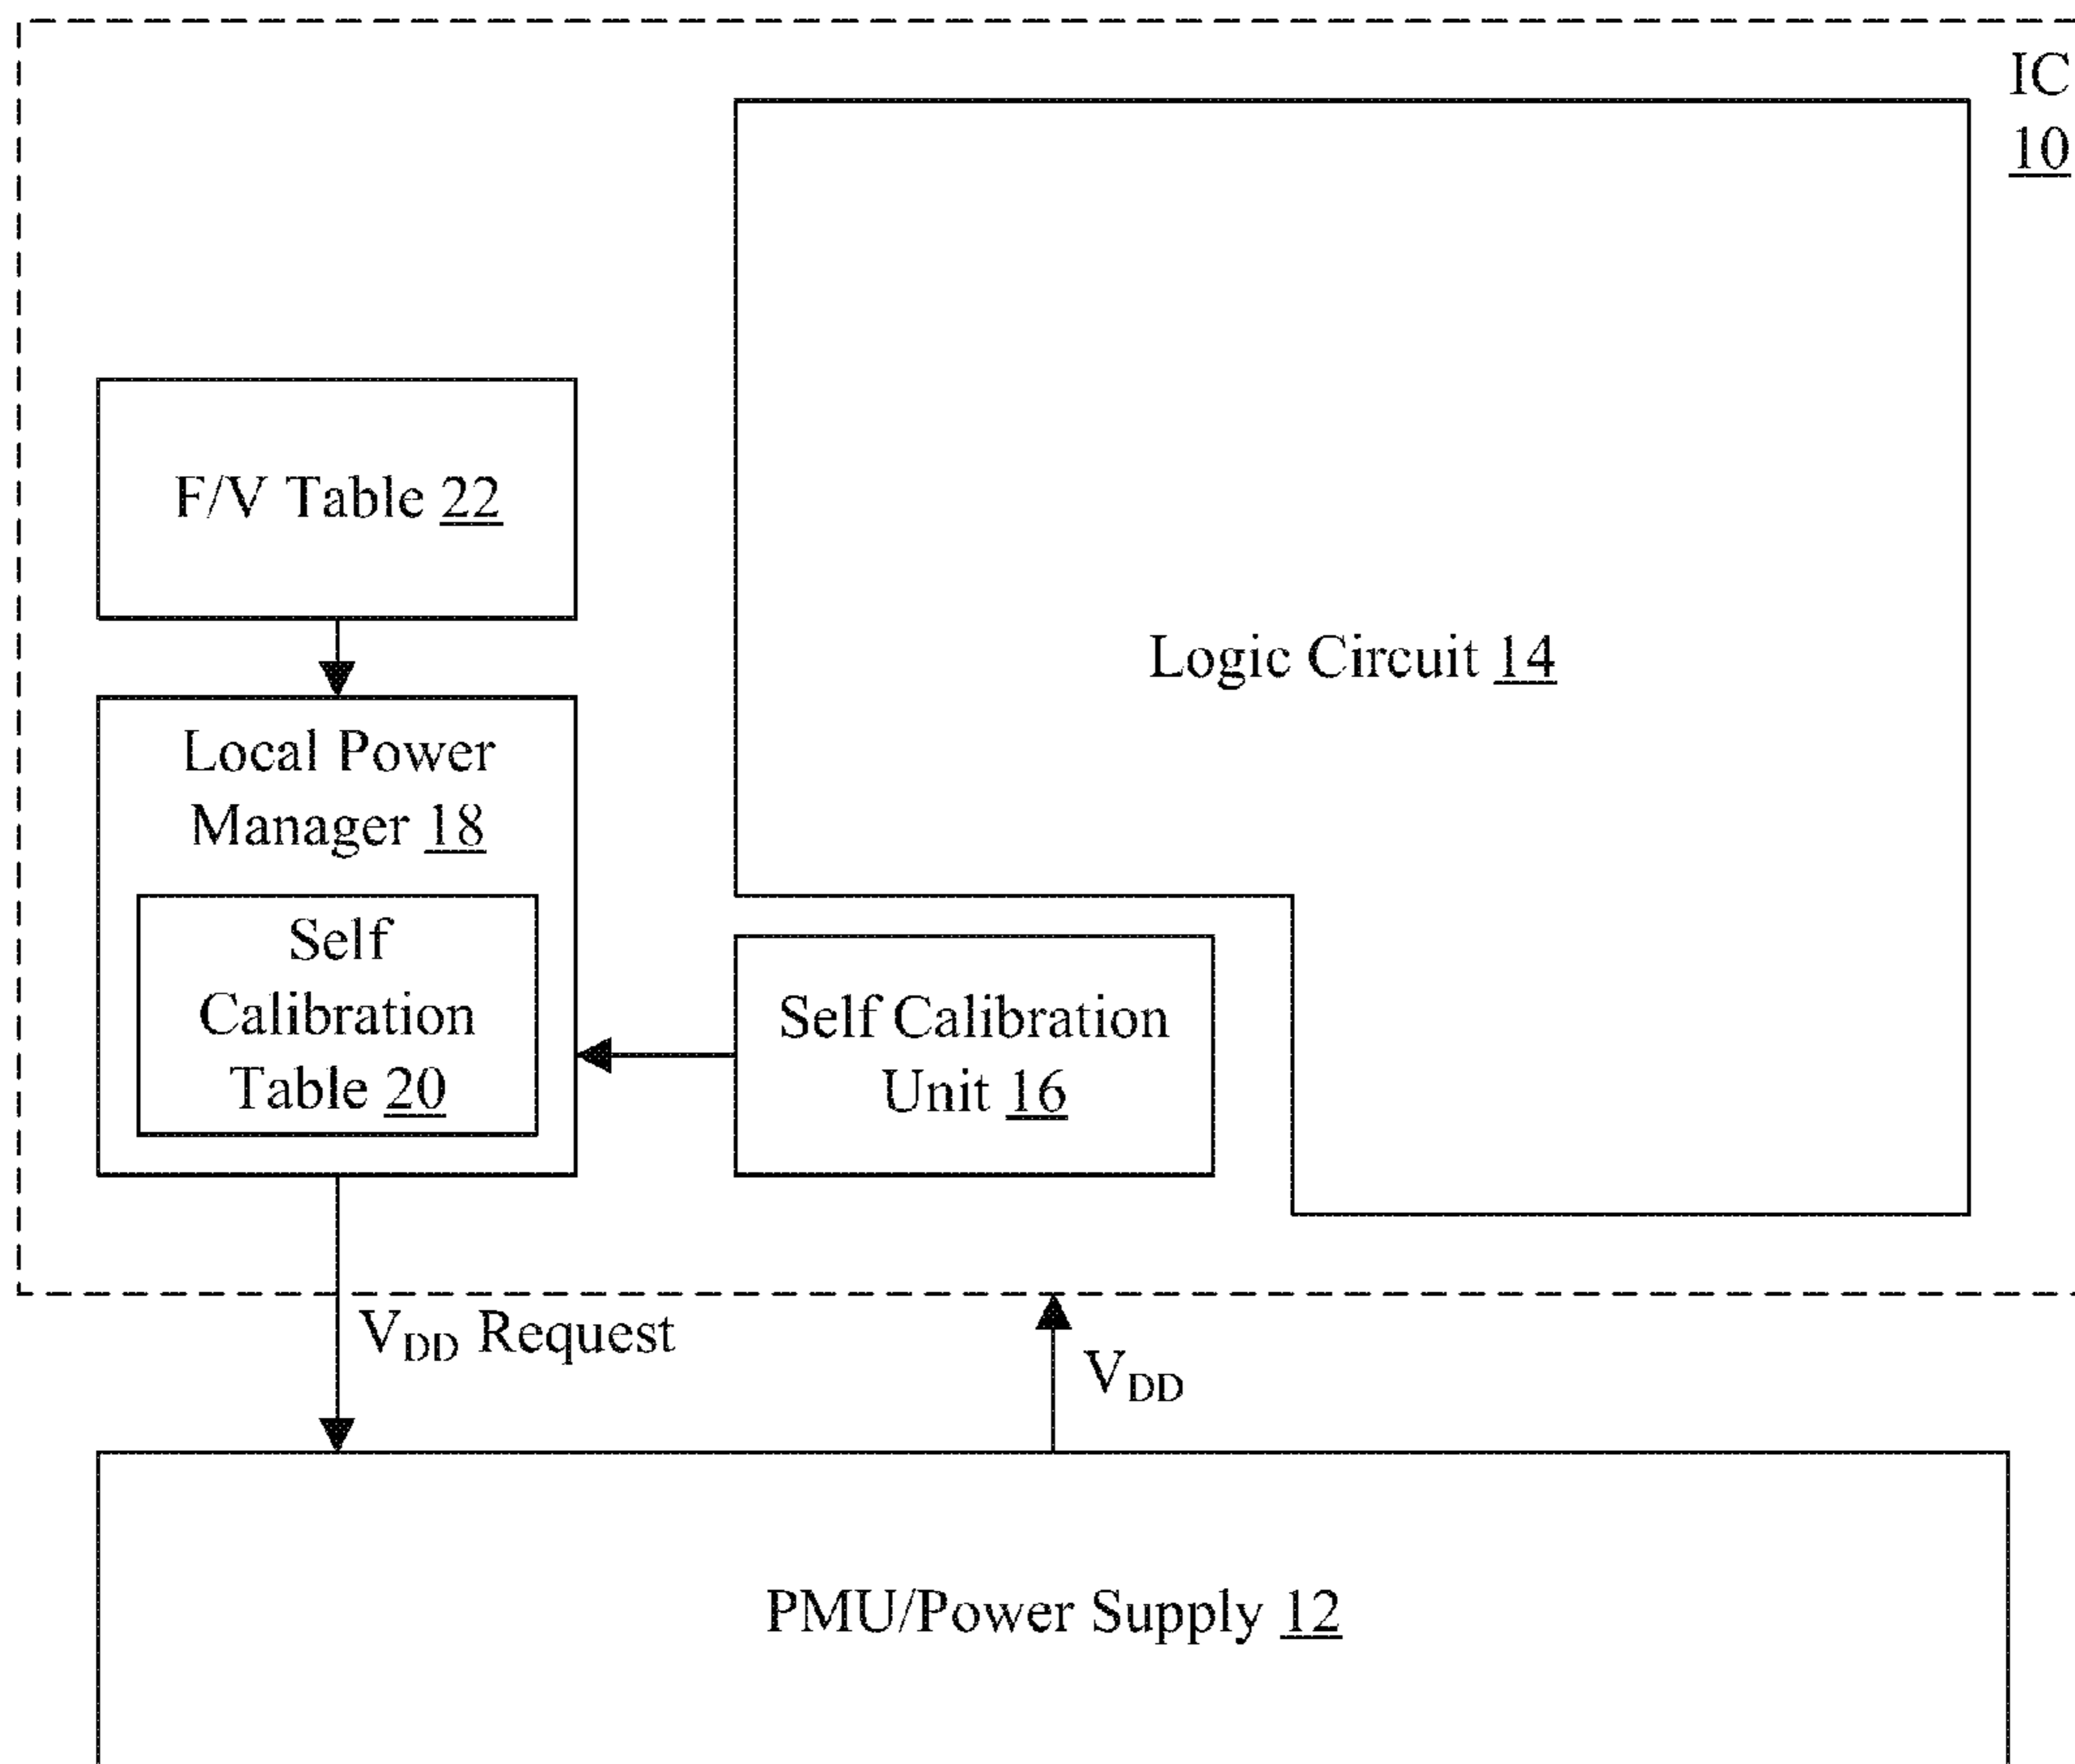 IC
10
F/V Table 22
Logic Circuit 14
Local Power
Manager 18
Self
Calibration
Table 20
Self Calibration
Unit 16
VDD Request
VDD
PMU/Power Supply 12